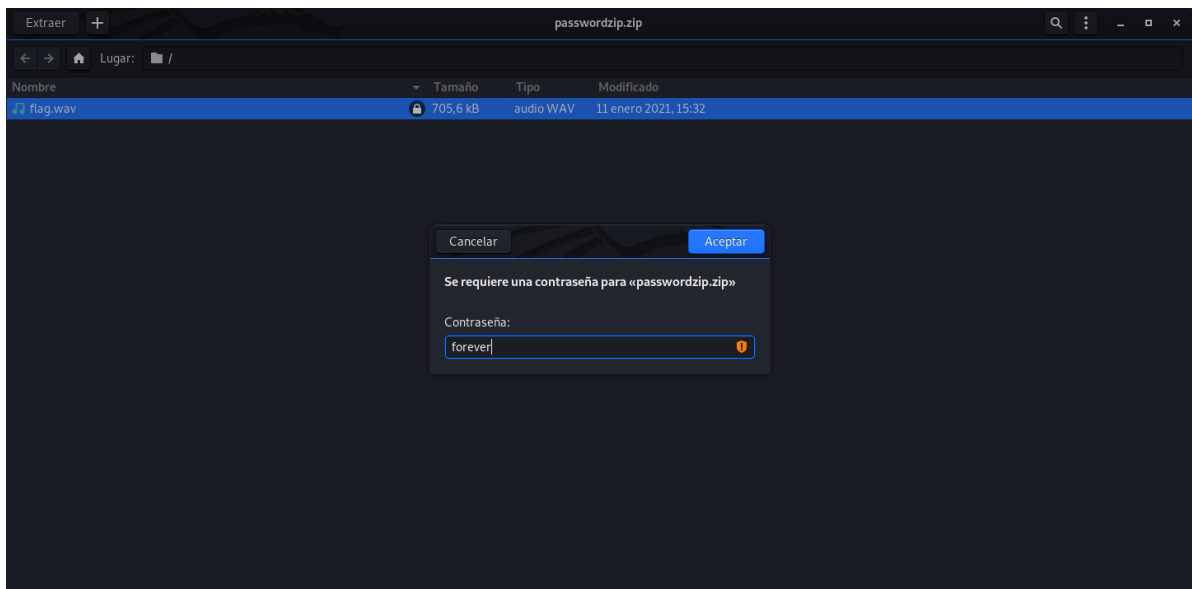 Extraer passwordzip.zip
Lugar: /
Nombre Tamaño Tipo Modificado
flag.wav 705,6 kB audio WAV 11 enero 2021, 15:32
Cancelar Aceptar
Se requiere una contraseña para «passwordzip.zip»
Contraseña:
forever